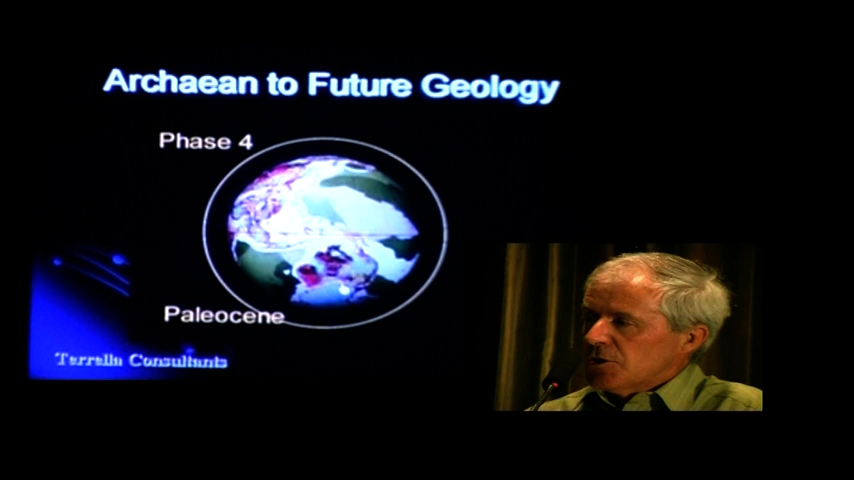 Archaean to Future Geology
Phase 4
Paleocene
Terrella Consultants